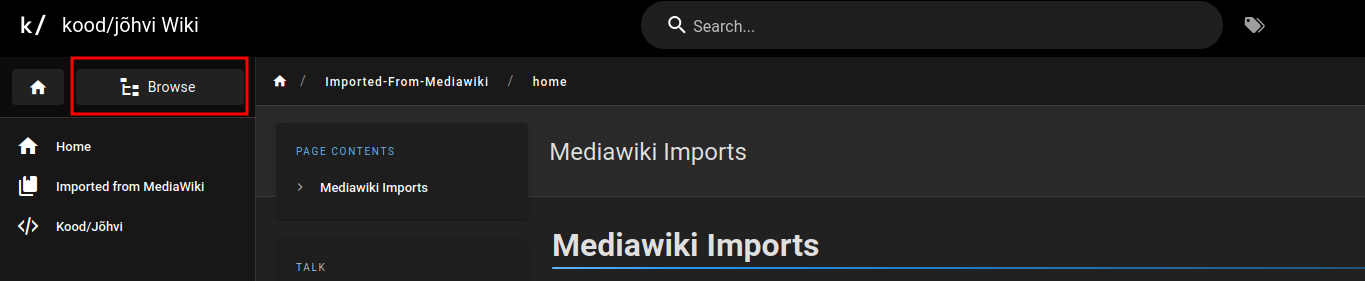 k/ kood/jõhvi Wiki
Search...
Browse
/ Imported-From-Mediawiki / home
Home
Imported from MediaWiki
Kood/Jõhvi
PAGE CONTENTS
Mediawiki Imports
TALK
Mediawiki Imports
Mediawiki Imports